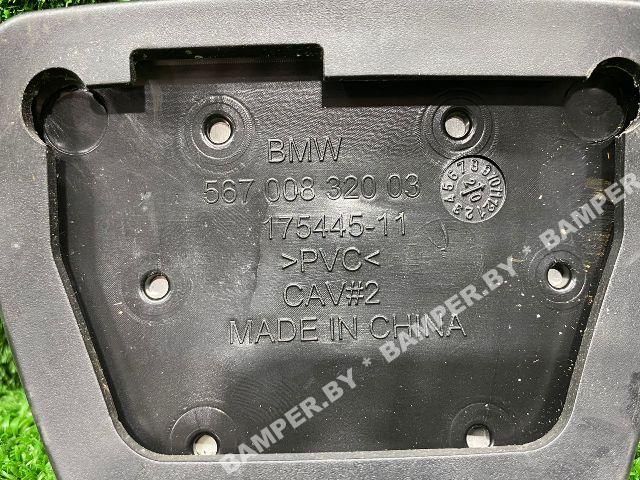 BMW
567 008 320 03
175445-11
>PVC<
CAV#2
MADE IN CHINA
BAMPER.BY * BAMPER.BY * BAMPER